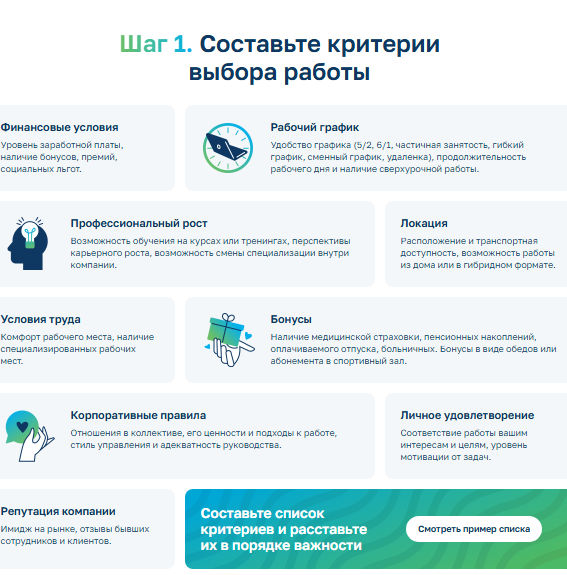 Шаг 1. Составьте критерии
выбора работы
Финансовые условия
Уровень заработной платы,
наличие бонусов, премий,
социальных льгот.
Рабочий график
Удобство графика (5/2, 6/1, частичная занятость, гибкий
график, сменный график, удаленка), продолжительность
рабочего дня и наличие сверхурочной работы.
Профессиональный рост
Возможность обучения на курсах или тренингах, перспективы
карьерного роста, возможность смены специализации внутри
компании.
Локация
Расположение и транспортная
доступность, возможность работы
из дома или в гибридном формате.
Условия труда
Комфорт рабочего места, наличие
специализированных рабочих
мест.
Бонусы
Наличие медицинской страховки, пенсионных накоплений,
оплачиваемого отпуска, больничных. Бонусы в виде обедов или
абонемента в спортивный зал.
Корпоративные правила
Отношения в коллективе, его ценности и подходы к работе,
стиль управления и адекватность руководства.
Личное удовлетворение
Соответствие работы вашим
интересам и целям, уровень
мотивации от задач.
Репутация компании
Имидж на рынке, отзывы бывших
сотрудников и клиентов.
Составьте список
критериев и расставьте
их в порядке важности
Смотреть пример списка